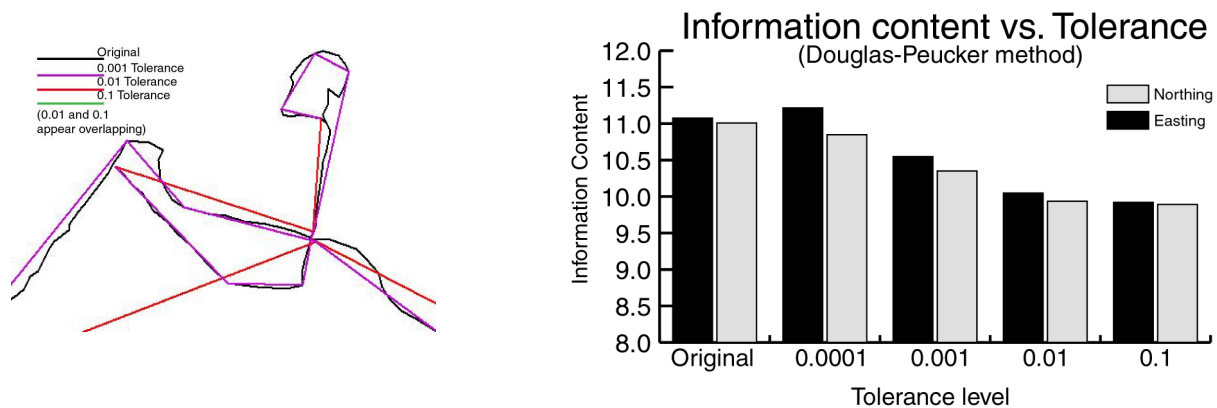 Original
0.001 Tolerance
0.01 Tolerance
0.1 Tolerance
(0.01 and 0.1
appear overlapping)
Information content vs. Tolerance
(Douglas-Peucker method)
12.0
11.5
11.0
10.5
10.0
9.5
9.0
8.5
8.0
Information Content
Northing
Easting
Original 0.0001 0.001 0.01 0.1
Tolerance level